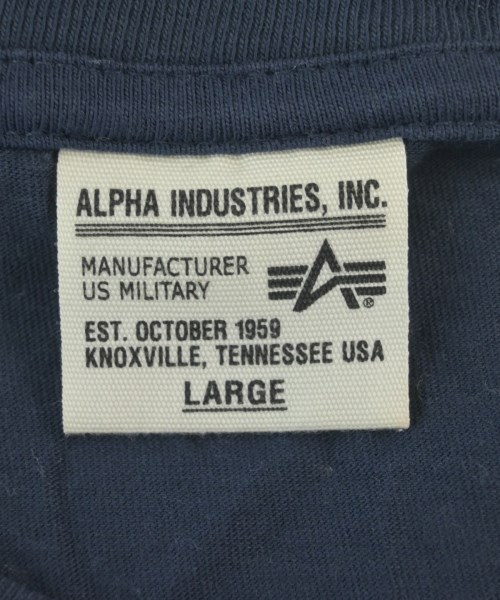 ALPHA INDUSTRIES, INC.
MANUFACTURER
US MILITARY
®
EST. OCTOBER 1959
KNOXVILLE, TENNESSEE USA
LARGE